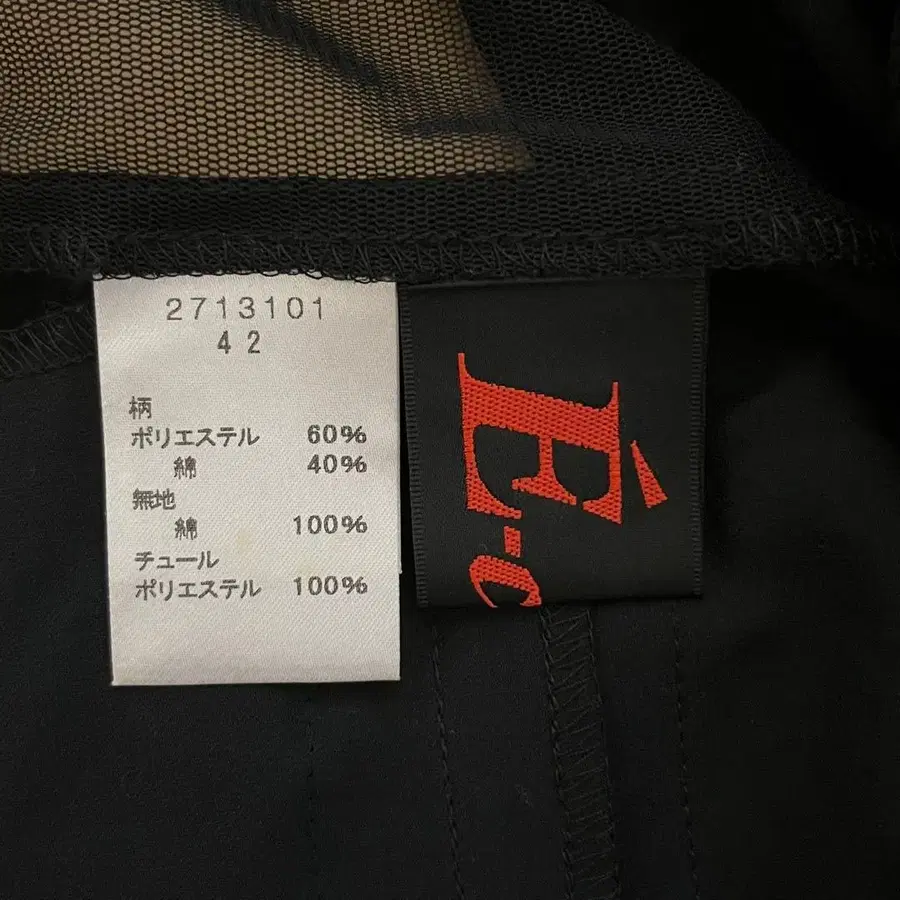 2713101
42
柄
ポリエステル 60%
綿 40%
無地
綿 100%
チュール
ポリエステル 100%
É-c